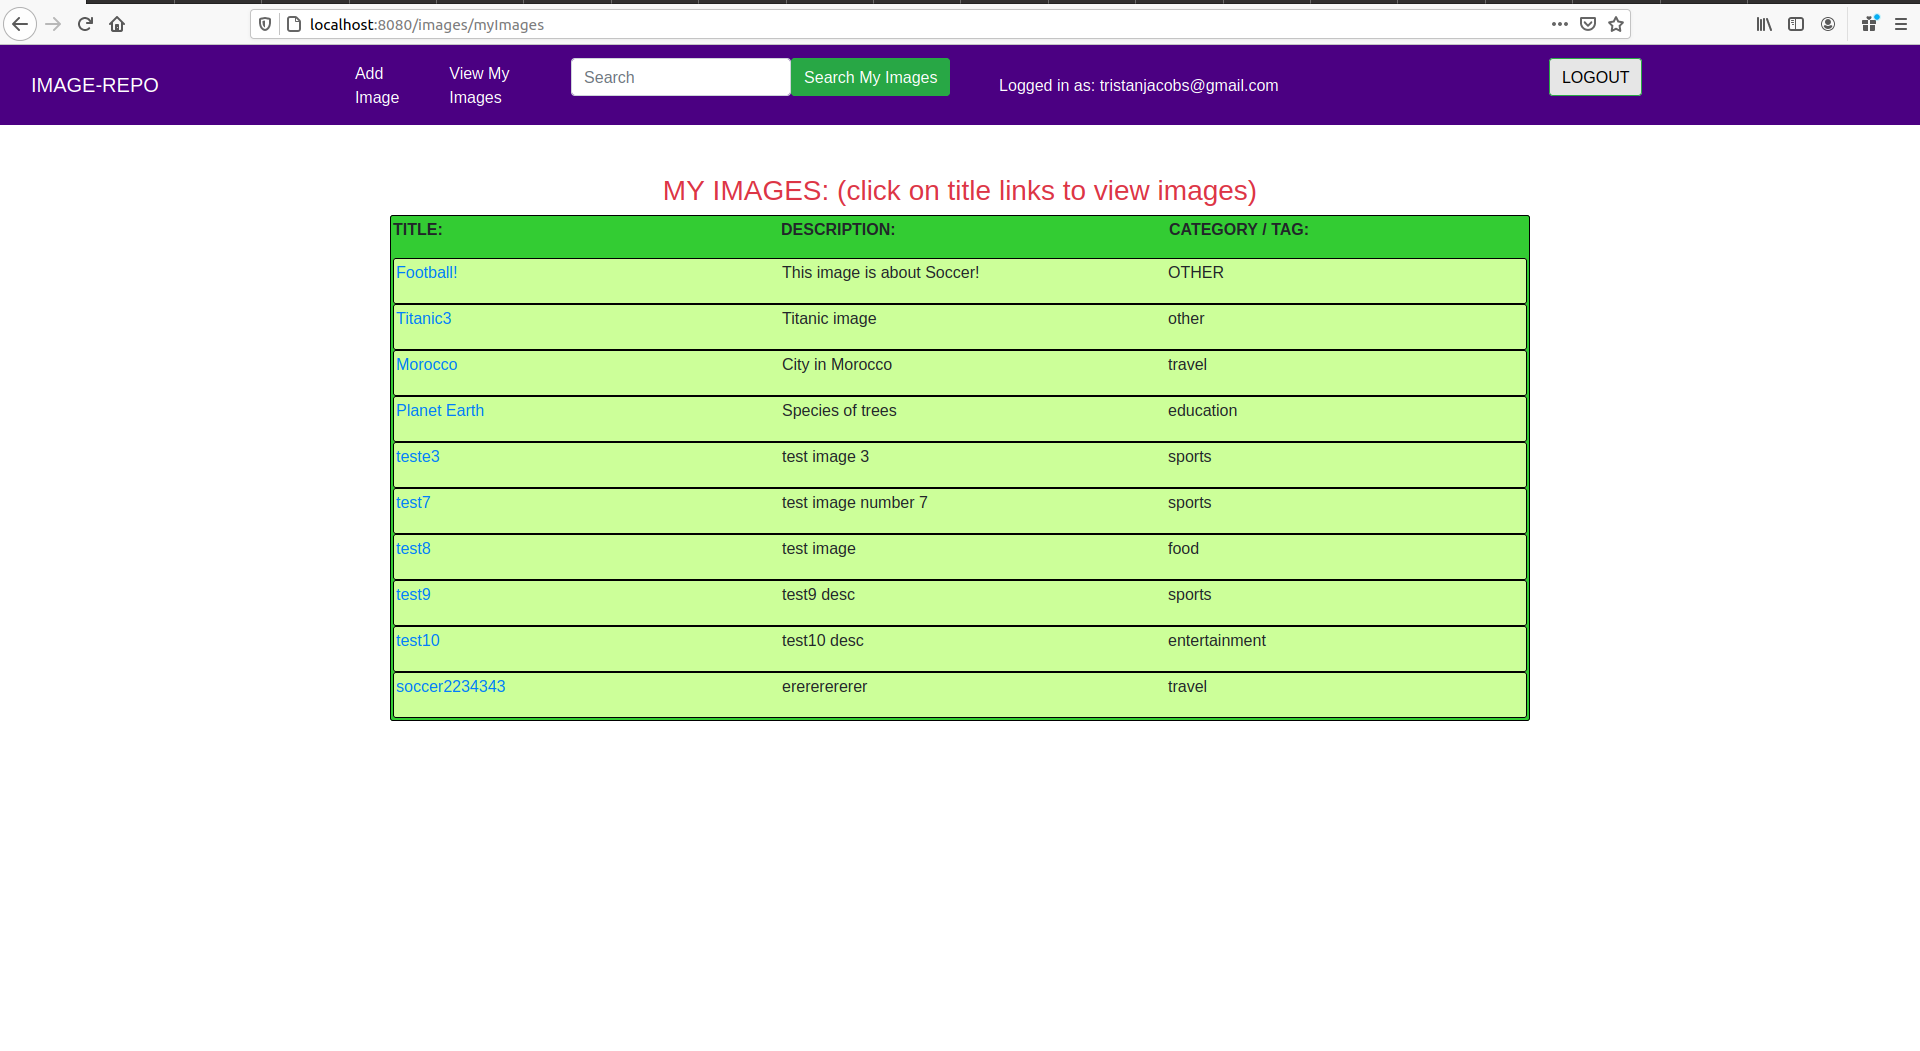 localhost:8080/images/myImages
IMAGE-REPO
Add
Image
View My
Images
Search
Search My Images
Logged in as: tristanjacobs@gmail.com
LOGOUT
MY IMAGES: (click on title links to view images)
TITLE: DESCRIPTION: CATEGORY / TAG:
Football! This image is about Soccer! OTHER
Titanic3 Titanic image other
Morocco City in Morocco travel
Planet Earth Species of trees education
teste3 test image 3 sports
test7 test image number 7 sports
test8 test image food
test9 test9 desc sports
test10 test10 desc entertainment
soccer2234343 erererererer travel